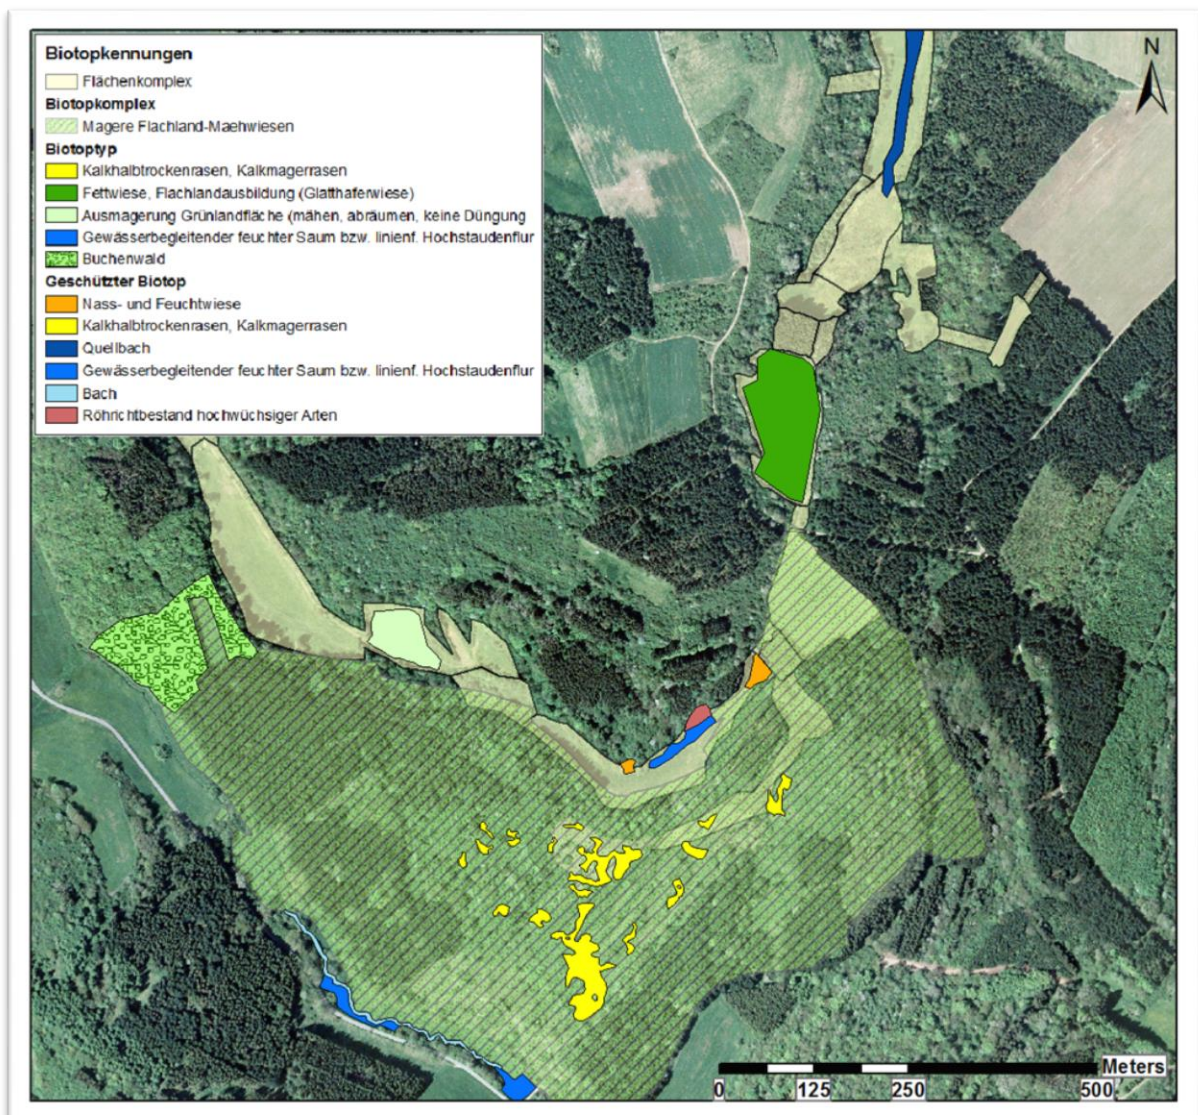 Biotopkennungen
Flächenkomplex
Biotopkomplex
Magere Flachland-Maehwiesen
Biotoptyp
Kalkhalbtrockenrasen, Kalkmagerrasen
Fettwiese, Flachlandausbildung (Glatthaferwiese)
Ausmagerung Grünlandfläche (mähen, abräumen, keine Düngung
Gewässerbegleitender feuchter Saum bzw. linienf. Hochstaudenflur
Buchenwald
Geschützter Biotop
Nass- und Feuchtwiese
Kalkhalbtrockenrasen, Kalkmagerrasen
Quellbach
Gewässerbegleitender feuchter Saum bzw. linienf. Hochstaudenflur
Bach
Röhrichtbestand hochwüchsiger Arten
N
Meters
0 125 250 500